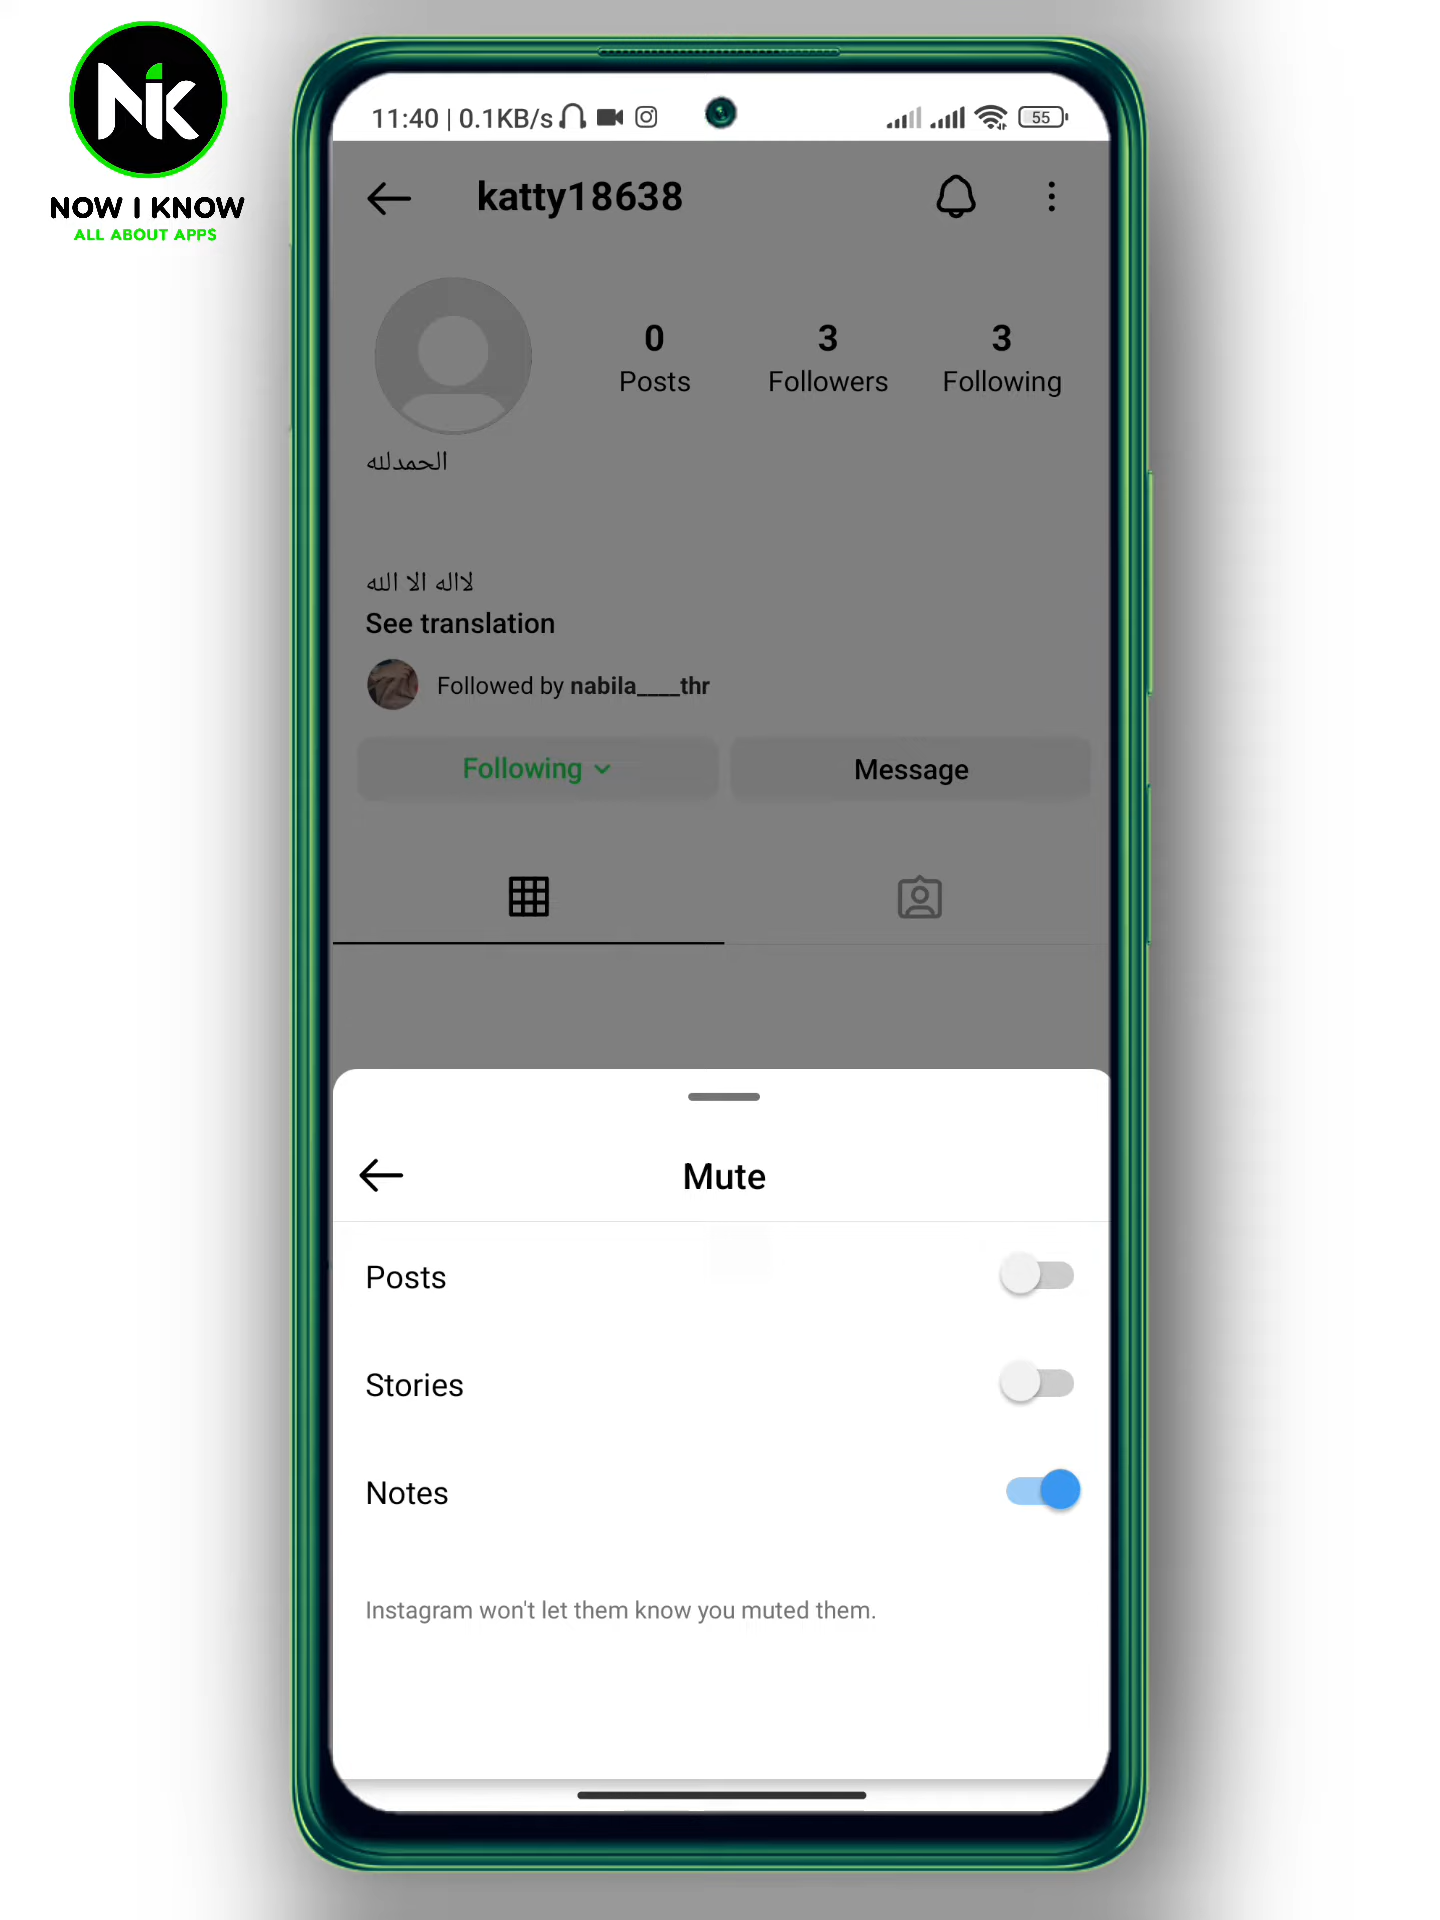 NIK
NOW I KNOW
ALL ABOUT APPS
11:40 | 0.1KB/s
55
katty18638
0
Posts
3
Followers
3
Following
الحمدلله
لااله الا الله
See translation
Followed by nabila____thr
Following
Message
Mute
Posts
Stories
Notes
Instagram won't let them know you muted them.